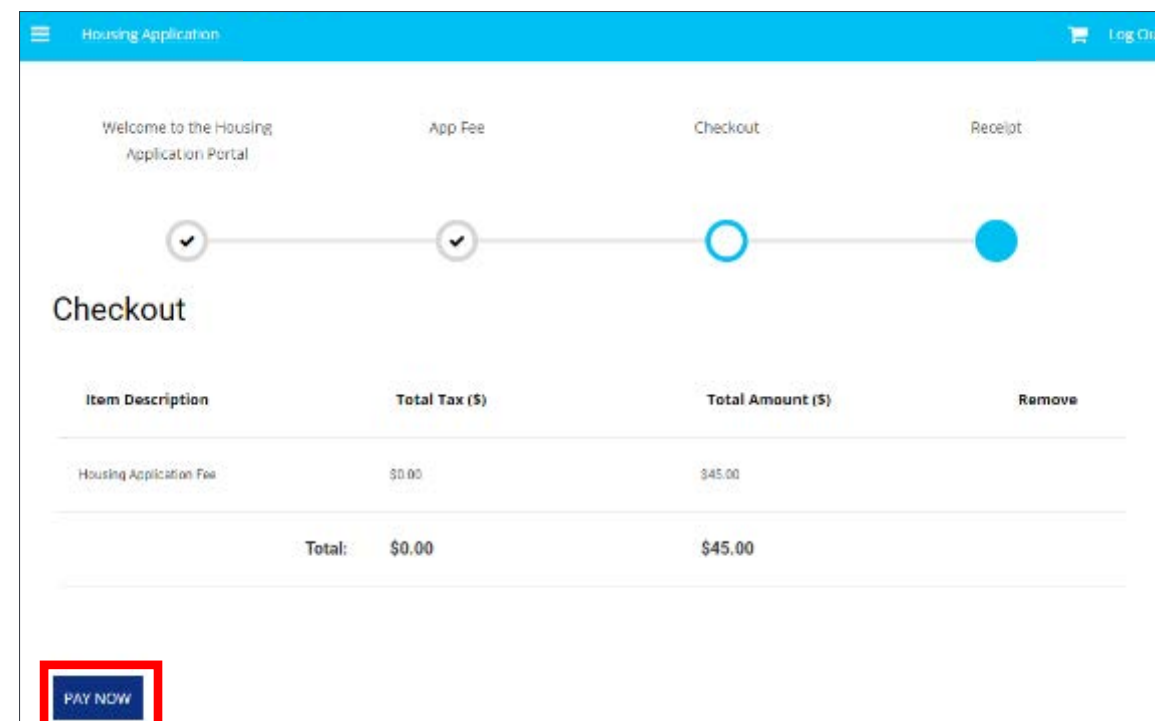 Housing Application
Log Ou
Welcome to the Housing
Application Portal
App Fee
Checkout
Receipt
Checkout
Item Description Total Tax ($) Total Amount ($) Remove
Housing Application Fee $0.00 $45.00
Total: $0.00 $45.00
PAY NOW